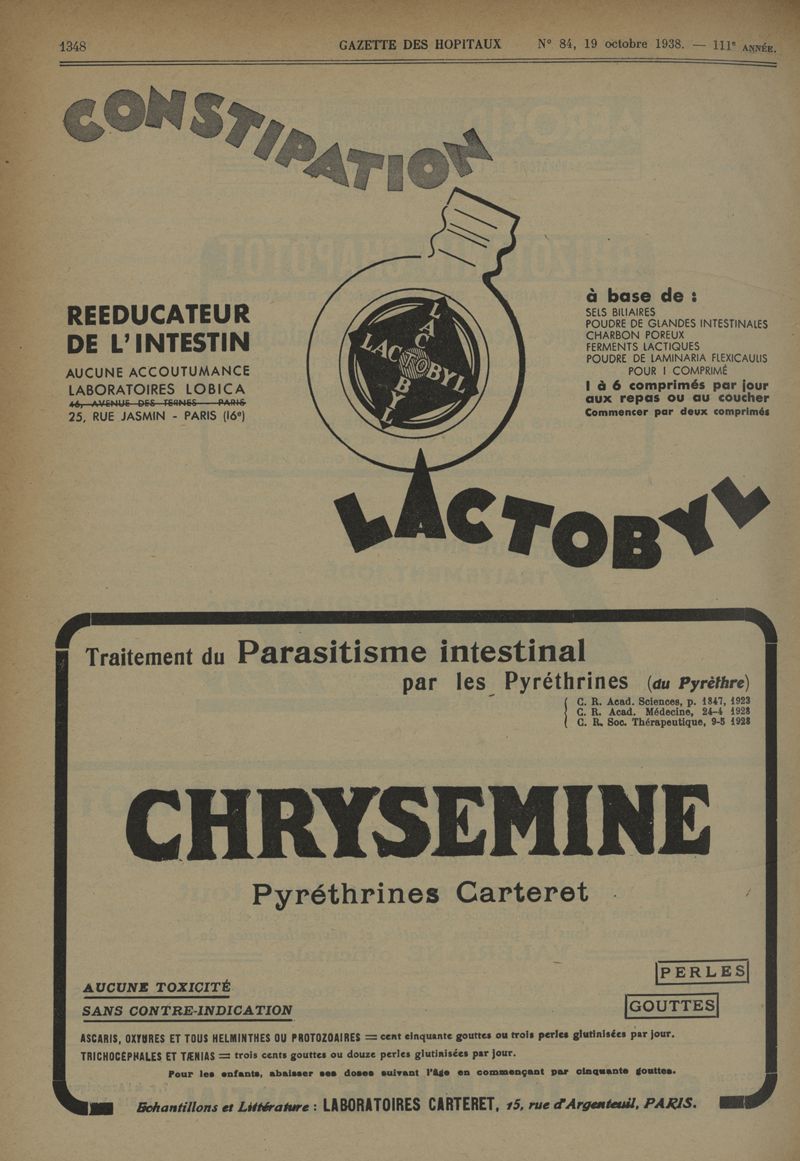 1348 GAZETTE DES HOPITAUX N° 84, 19 octobre 1938. — 111e ANNÉE.
CONSTIPATION
REEDUCATEUR
DE L'INTESTIN
AUCUNE ACCOUTUMANCE
LABORATOIRES LOBICA
46, AVENUE DES TERNES - PARIS
25, RUE JASMIN - PARIS (16e)
LACTOBYL
LACTOBYL
à base de :
SELS BILIAIRES
POUDRE DE GLANDES INTESTINALES
CHARBON POREUX
FERMENTS LACTIQUES
POUDRE DE LAMINARIA FLEXICAULIS
POUR I COMPRIMÉ
I à 6 comprimés par jour
aux repas ou au coucher
Commencer par deux comprimés
LACTOBYL
Traitement du Parasitisme intestinal
par les Pyréthrines (du Pyrèthre)
C. R. Acad. Sciences, p. 1847, 1923
C. R. Acad. Médecine, 24-4 1928
C. R. Soc. Thérapeutique, 9-5 1928
CHRYSEMINE
Pyréthrines Carteret
PERLES
AUCUNE TOXICITÉ
GOUTTES
SANS CONTRE-INDICATION
ASCARIS, OXYURES ET TOUS HELMINTHES OU PROTOZOAIRES = cent cinquante gouttes ou trois perles glutinisées par jour.
TRICHOCÉPHALES ET TÆNIAS = trois cents gouttes ou douze perles glutinisées par jour.
Pour les enfants, abaisser ses doses suivant l'âge en commençant par cinquante gouttes.
Echantillons et Littérature : LABORATOIRES CARTERET, 15, rue d'Argenteuil, PARIS.